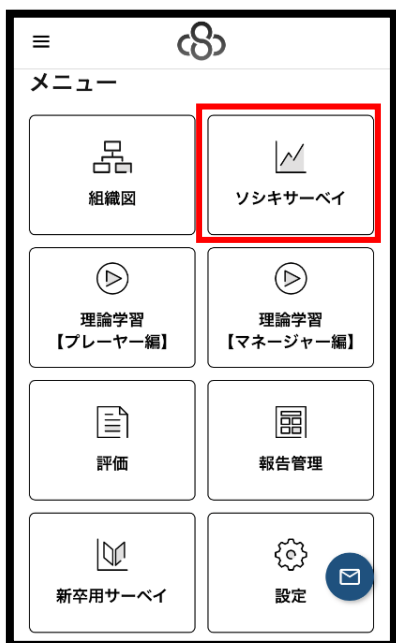 メニュー
組織図
ソシキサーベイ
理論学習
【プレーヤー編】
理論学習
【マネージャー編】
評価
報告管理
新卒用サーベイ
設定